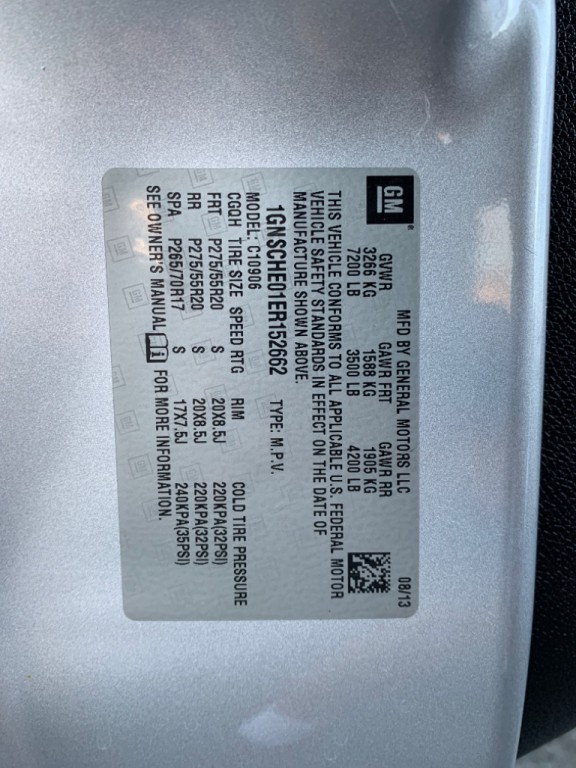 GM
MFD BY GENERAL MOTORS LLC 08/13
GVWR GAWR FRT GAWR RR
3266 KG 1588 KG 1905 KG
7200 LB 3500 LB 4200 LB
THIS VEHICLE CONFORMS TO ALL APPLICABLE U.S. FEDERAL MOTOR
VEHICLE SAFETY STANDARDS IN EFFECT ON THE DATE OF
MANUFACTURE SHOWN ABOVE.
1GNSCHE01ER152662 TYPE: M.P.V.
MODEL: C10906
CGQH TIRE SIZE SPEED RTG RIM COLD TIRE PRESSURE
FRT P275/55R20 S 20X8.5J 220KPA(32PSI)
RR P275/55R20 S 20X8.5J 220KPA(32PSI)
SPA P265/70R17 S 17X7.5J 240KPA(35PSI)
SEE OWNER'S MANUAL FOR MORE INFORMATION.